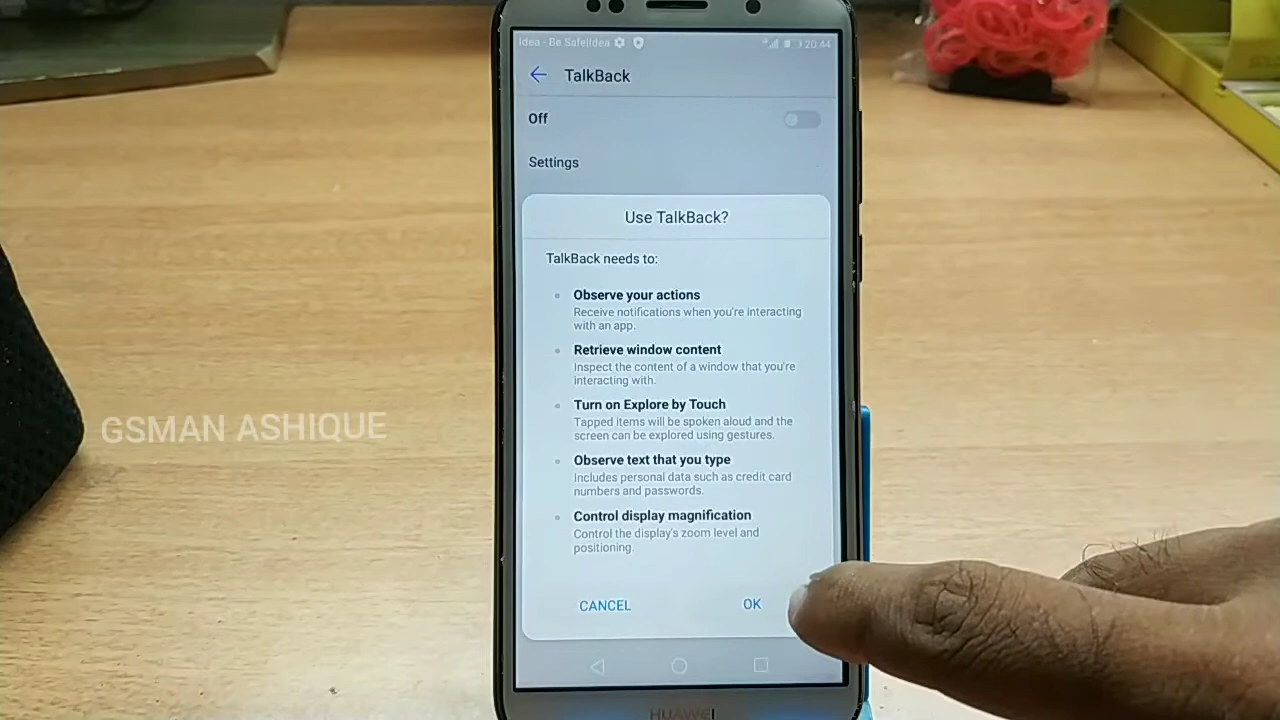 Idea - Be Safe|Idea
20:44
TalkBack
Off
Settings
Use TalkBack?
TalkBack needs to:
Observe your actions
Receive notifications when you're interacting
with an app.
Retrieve window content
Inspect the content of a window that you're
interacting with.
Turn on Explore by Touch
Tapped items will be spoken aloud and the
screen can be explored using gestures.
Observe text that you type
Includes personal data such as credit card
numbers and passwords.
Control display magnification
Control the display's zoom level and
positioning.
CANCEL OK
HUAWEI
GSMAN ASHIQUE